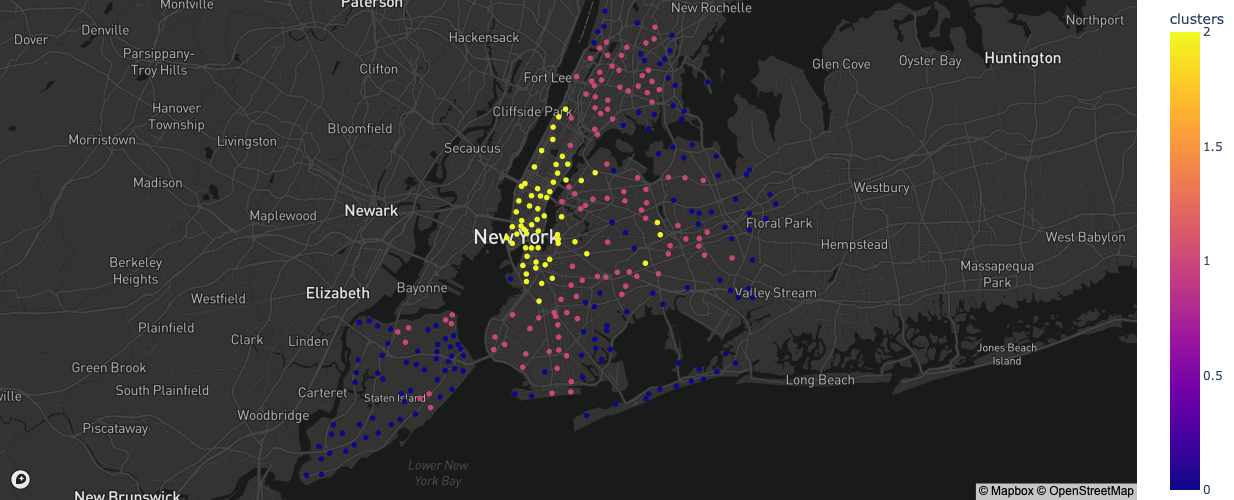 Montville
Paterson
New Rochelle
clusters
Denville
Northport
2
Dover
Hackensack
Parsippany-
Troy Hills
Huntington
Glen Cove
Oyster Bay
Clifton
Fort Lee
Hanover
Township
Cliffside Park
Bloomfield
Morristown
Livingston
Secaucus
1.5
Madison
Westbury
Maplewood
Newark
Floral Park
New York
Hempstead
West Babylon
Berkeley
Heights
Massapequa
Park
1
Bayonne
Elizabeth
Westfield
Valley Stream
Plainfield
Clark
Linden
Jones Beach
Island
Green Brook
0.5
Long Beach
South Plainfield
Carteret
Staten Island
ville
Woodbridge
Piscataway
Lower New
York Bay
New Brunswick
© Mapbox © OpenStreetMap
0